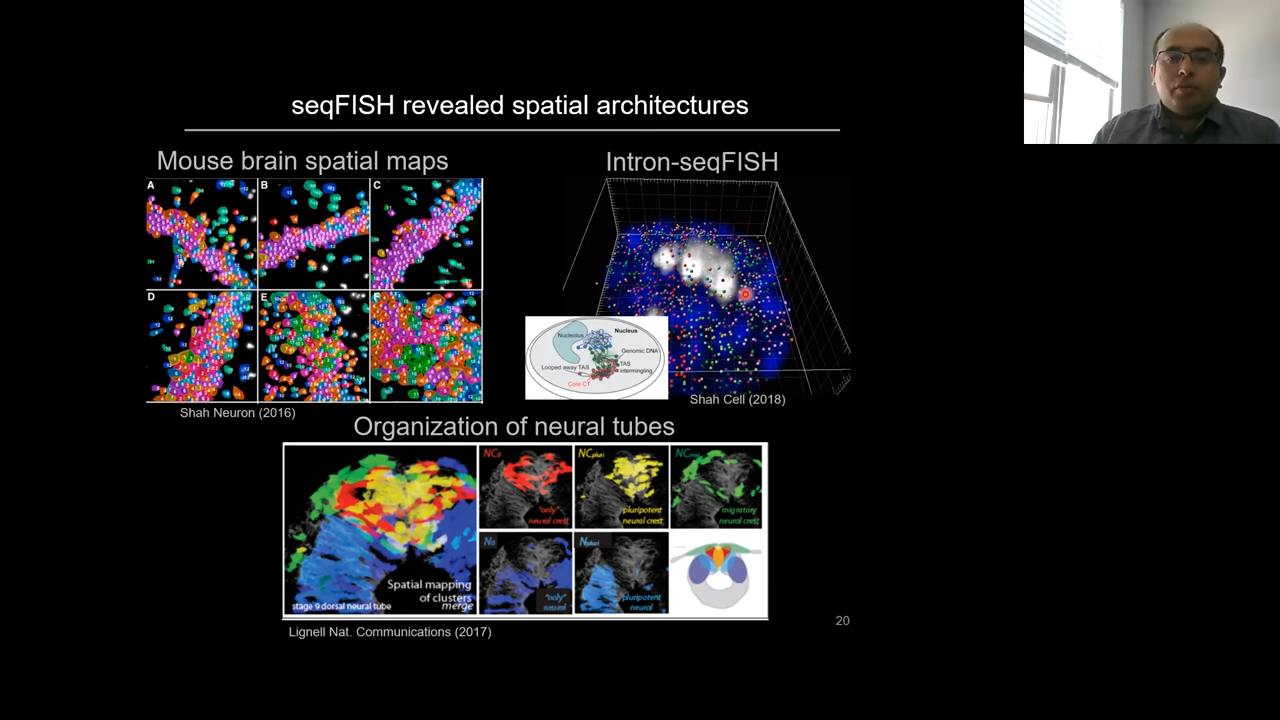 seqFISH revealed spatial architectures
Mouse brain spatial maps
A
B
C
D
E
F
Shah Neuron (2016)
Intron-seqFISH
Nucleolus
Nucleus
Genomic DNA
Looped away TAS
TAS
intermingling
Core CT
Shah Cell (2018)
Organization of neural tubes
Spatial mapping
of clusters
merge
stage 9 dorsal neural tube
"only"
neural crest
NCpluri
pluripotent
neural crest
migratory
neural crest
"only"
neural
Npluri
pluripotent
neural
Lignell Nat. Communications (2017)
20